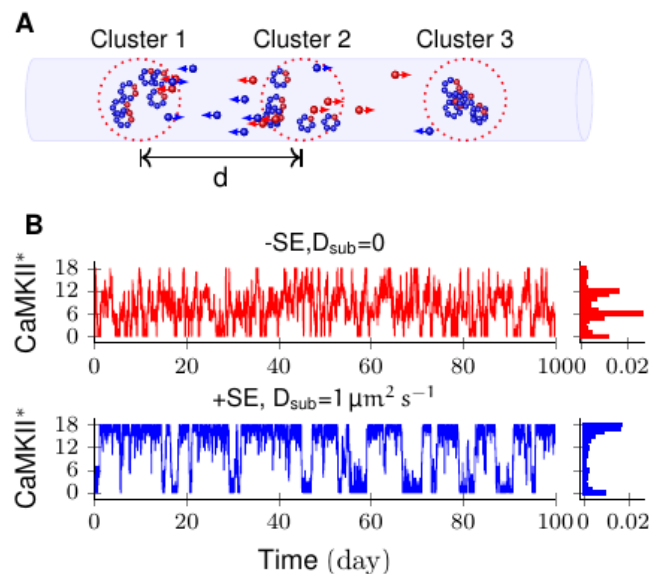 A
Cluster 1 Cluster 2 Cluster 3
d
B
-SE,D_sub=0
CaMKII*
18
12
6
0
0 20 40 60 80 100 0 0.02
+SE, D_sub=1 μm² s⁻¹
CaMKII*
18
12
6
0
0 20 40 60 80 100 0 0.02
Time (day)